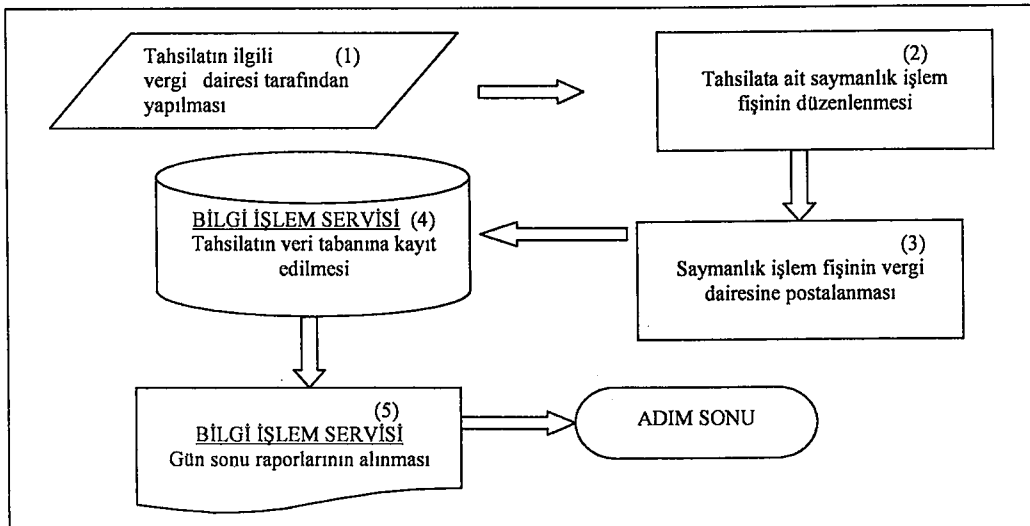 Tahsilatın ilgili (1)
vergi dairesi tarafından
yapılması
(2)
Tahsilata ait saymanlık işlem
fişinin düzenlenmesi
(3)
Saymanlık işlem fişinin vergi
dairesine postalanması
BİLGİ İŞLEM SERVİSİ (4)
Tahsilatın veri tabanına kayıt
edilmesi
(5)
BİLGİ İŞLEM SERVİSİ
Gün sonu raporlarının alınması
ADIM SONU